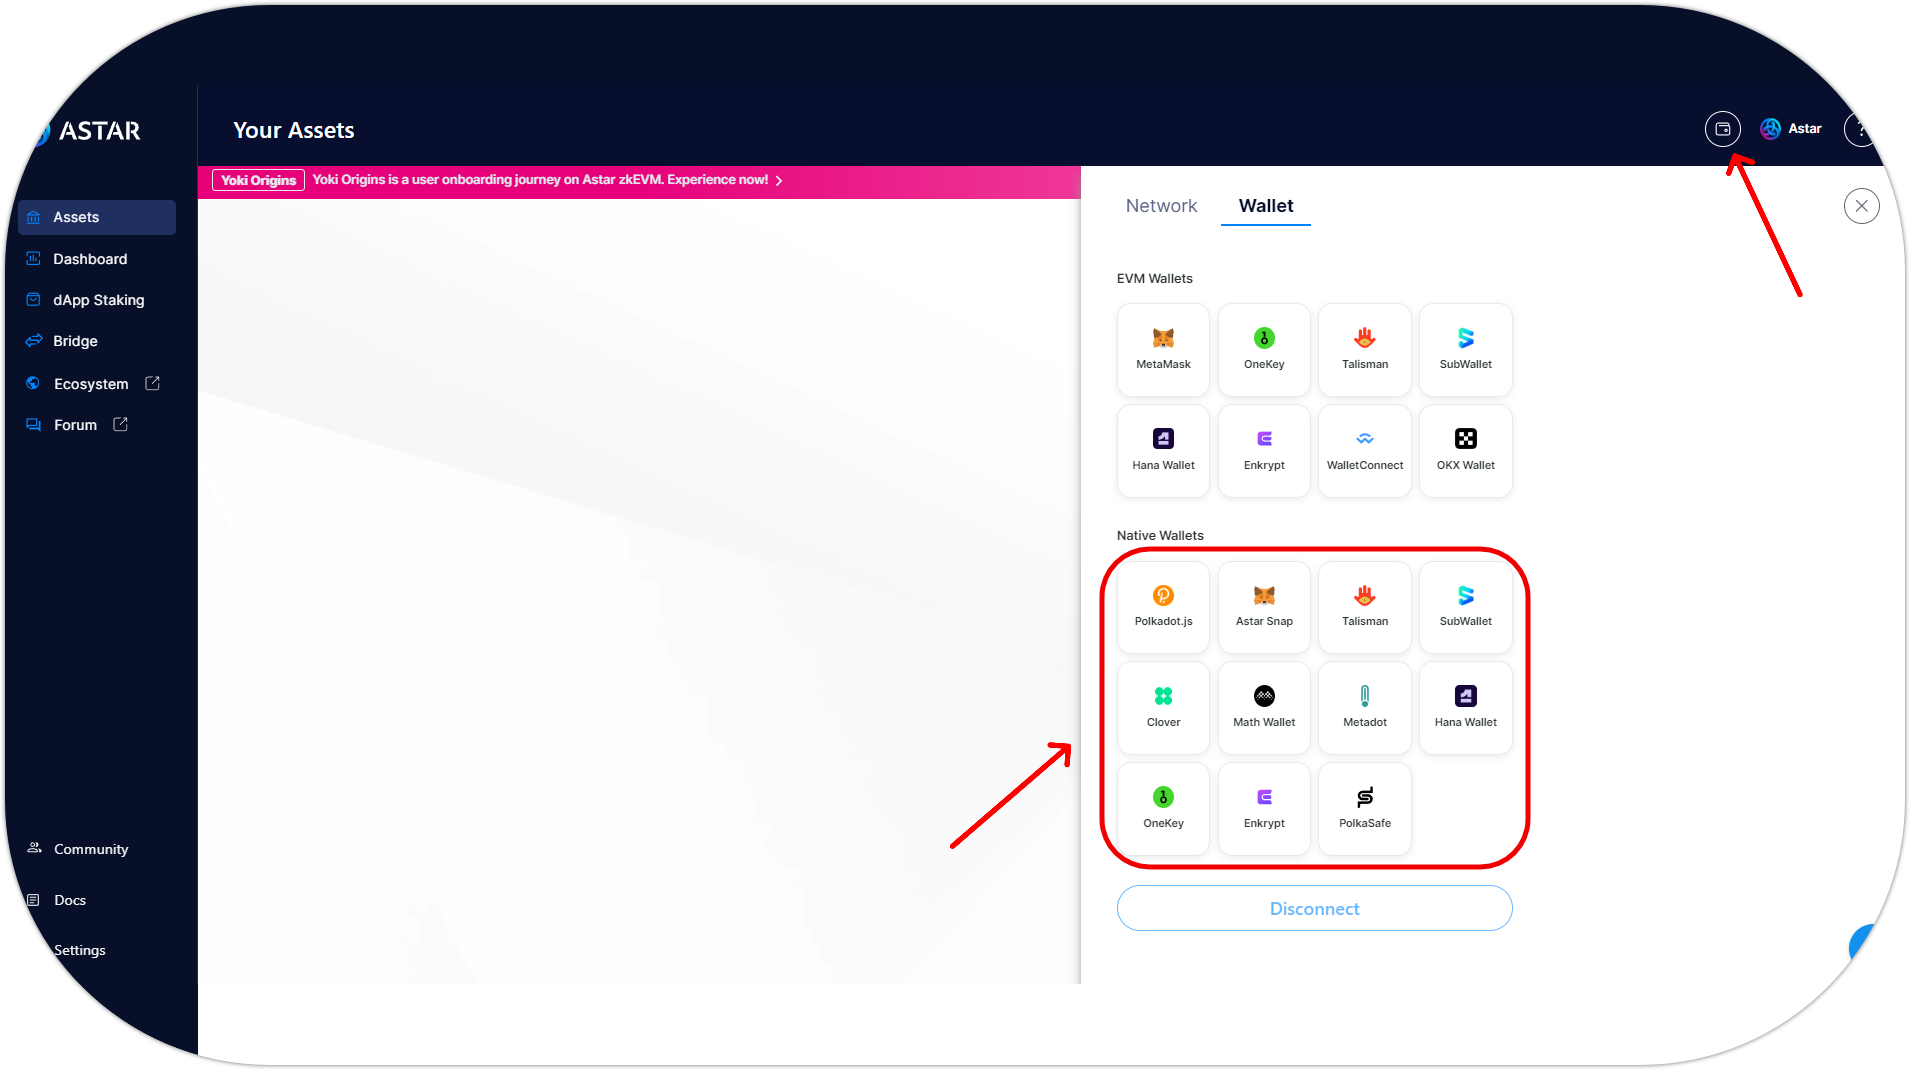 ASTAR
Your Assets
Astar
?
Yoki Origins Yoki Origins is a user onboarding journey on Astar zkEVM. Experience now!
Assets
Dashboard
dApp Staking
Bridge
Ecosystem
Forum
Community
Docs
Settings
Network Wallet
EVM Wallets
MetaMask OneKey Talisman SubWallet
Hana Wallet Enkrypt WalletConnect OKX Wallet
Native Wallets
Polkadot.js Astar Snap Talisman SubWallet
Clover Math Wallet Metadot Hana Wallet
OneKey Enkrypt PolkaSafe
Disconnect